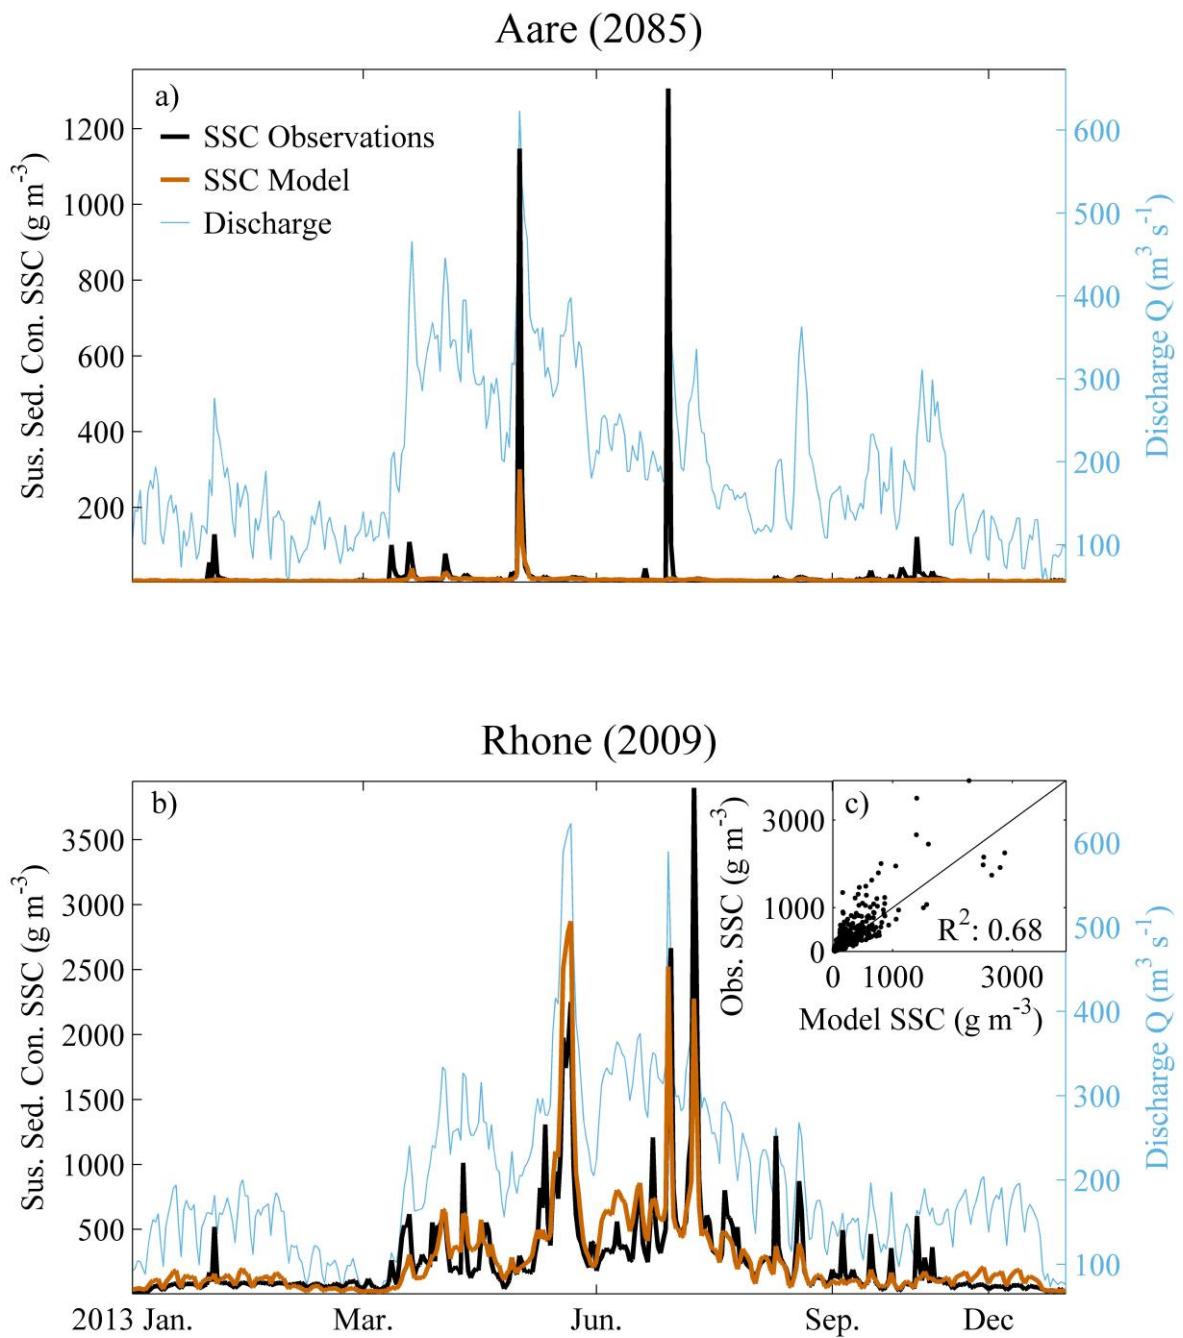 Aare (2085)
a)
SSC Observations
SSC Model
Discharge
Sus. Sed. Con. SSC (g m⁻³)
1200
1000
800
600
400
200
Discharge Q (m³ s⁻¹)
600
500
400
300
200
100
Rhone (2009)
b)
Sus. Sed. Con. SSC (g m⁻³)
3500
3000
2500
2000
1500
1000
500
c)
Obs. SSC (g m⁻³)
3000
1000
0
R²: 0.68
0 1000 3000
Model SSC (g m⁻³)
Discharge Q (m³ s⁻¹)
600
500
400
300
200
100
2013 Jan. Mar. Jun. Sep. Dec